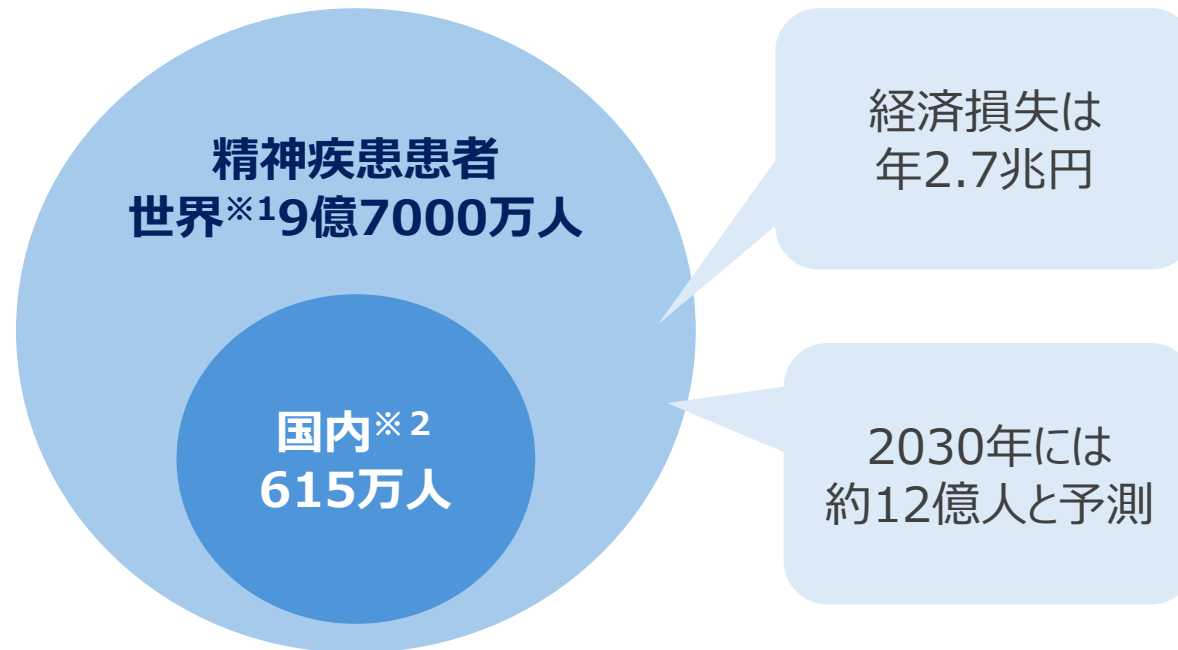 精神疾患患者
世界※19億7000万人
国内※２
615万人
経済損失は
年2.7兆円
2030年には
約12億人と予測